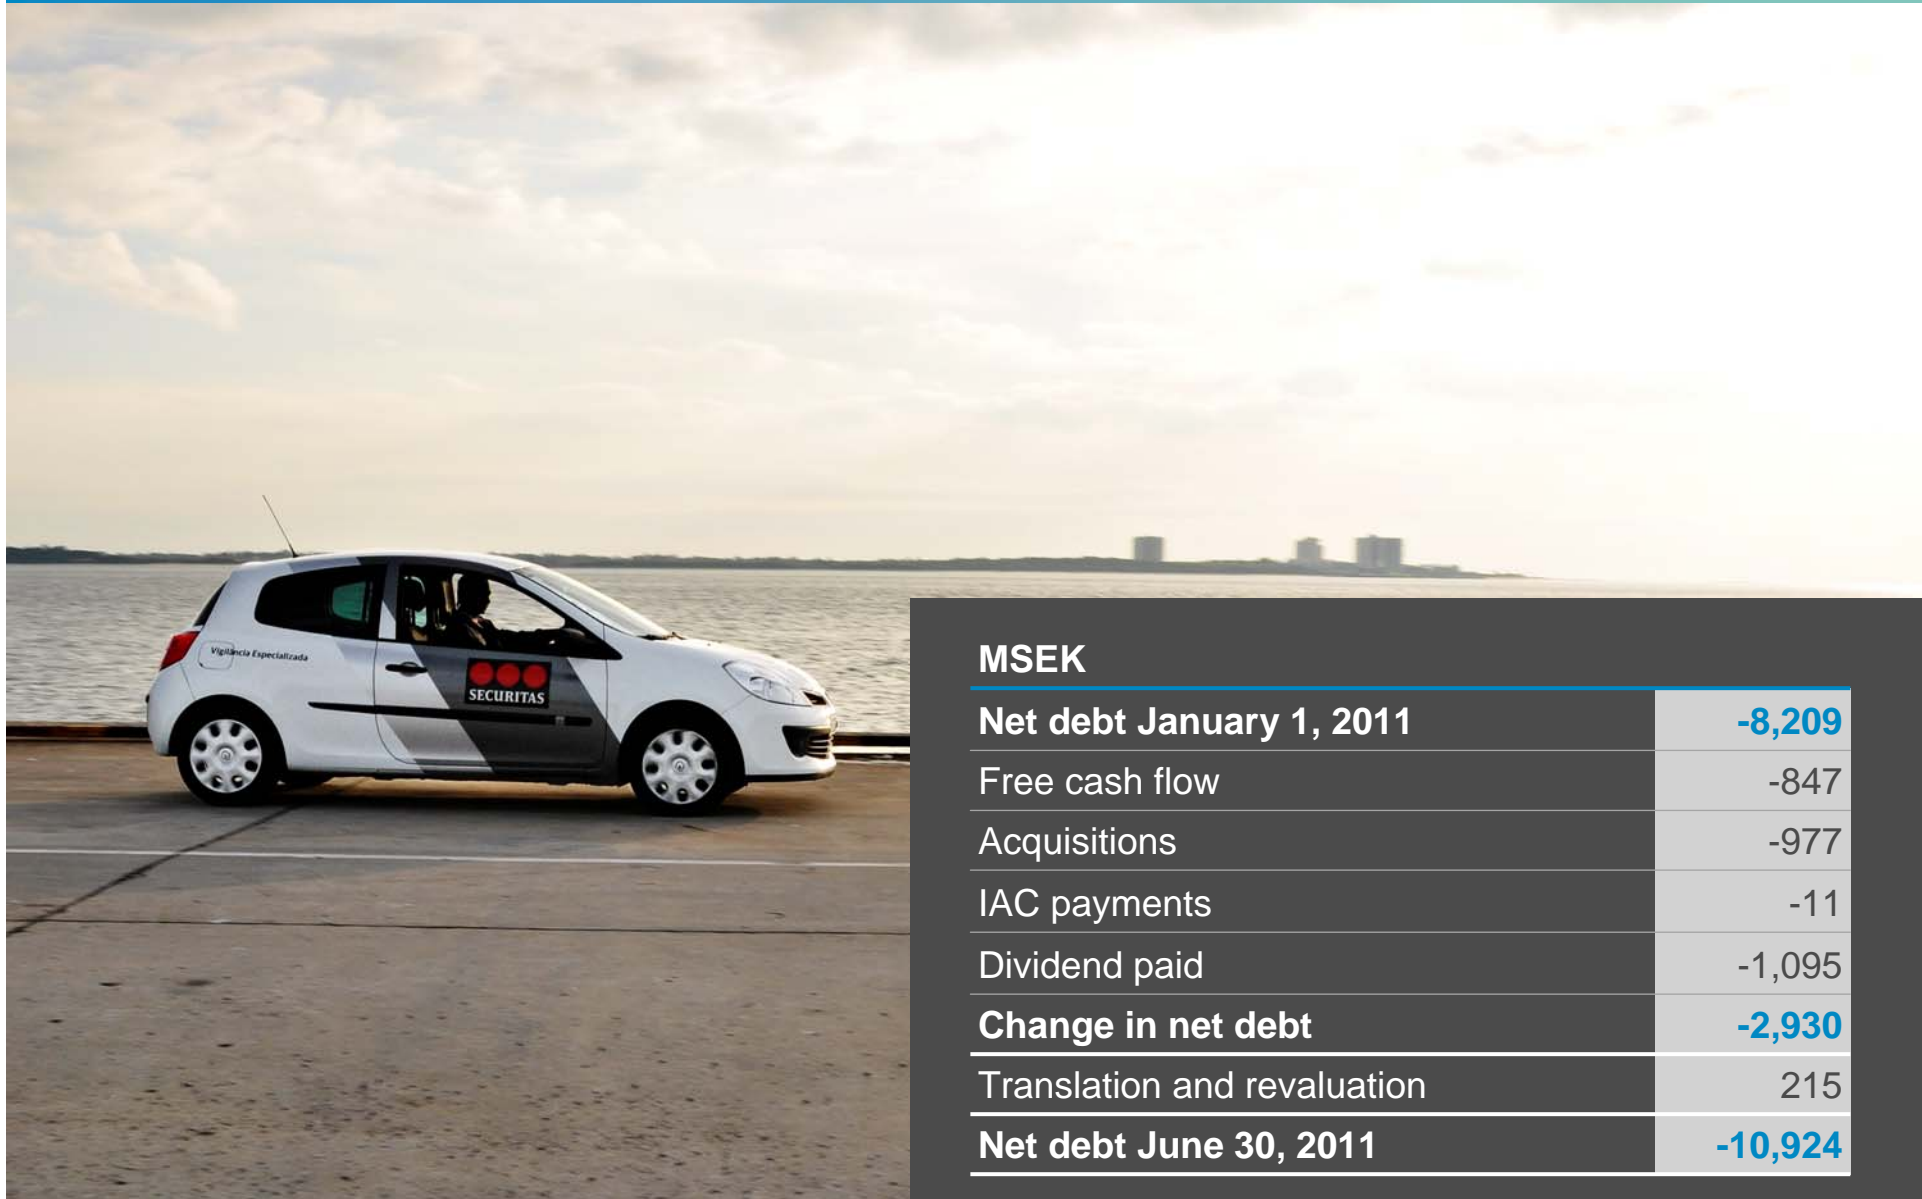 Vigilância Especializada
SECURITAS
MSEK
Net debt January 1, 2011 -8,209
Free cash flow -847
Acquisitions -977
IAC payments -11
Dividend paid -1,095
Change in net debt -2,930
Translation and revaluation 215
Net debt June 30, 2011 -10,924